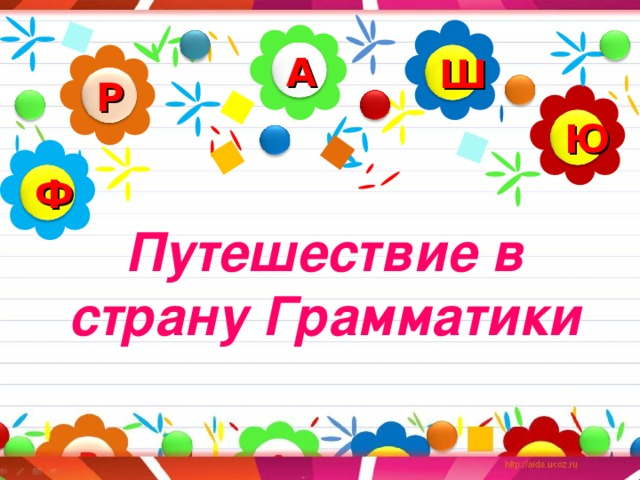 Р
А
Ш
Ю
Ф
Путешествие в
страну Грамматики
http://aida.ucoz.ru